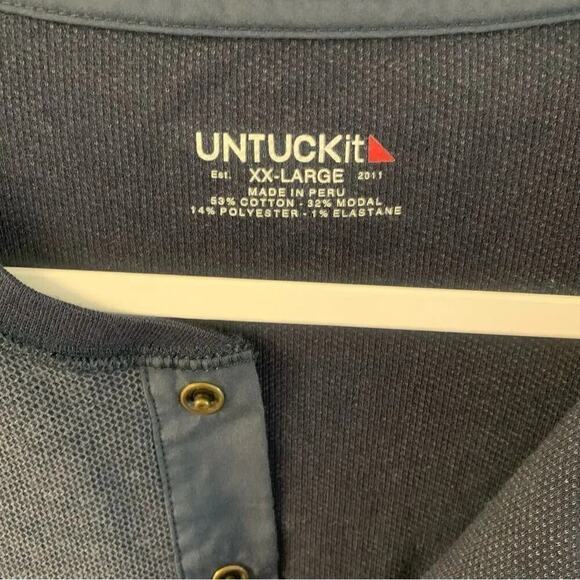 UNTUCKit
Est. XX-LARGE 2011
MADE IN PERU
53% COTTON - 32% MODAL
14% POLYESTER - 1% ELASTANE